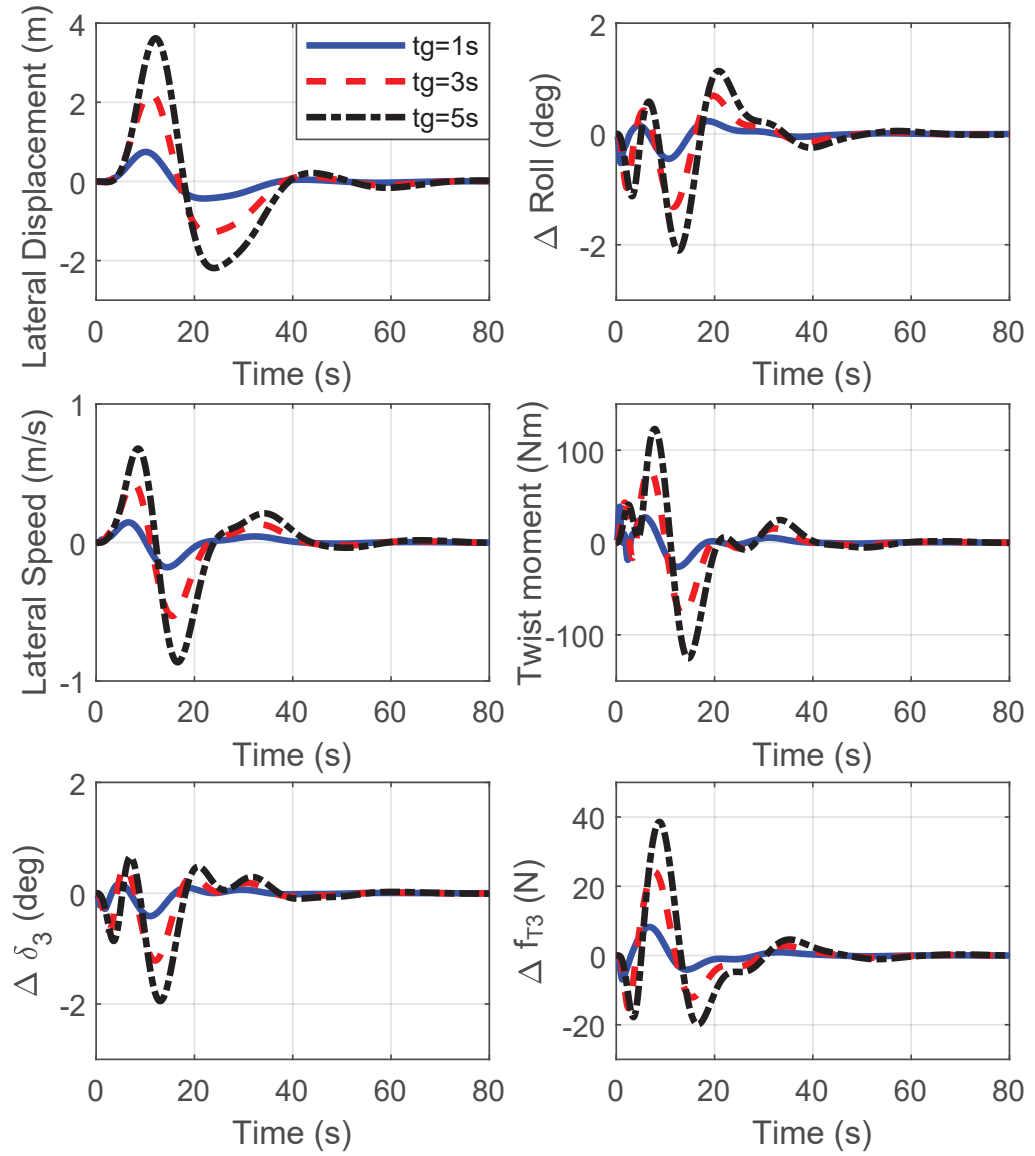 Lateral Displacement (m)
4
2
0
-2
tg=1s
tg=3s
tg=5s
0 20 40 60 80
Time (s)
Δ Roll (deg)
2
0
-2
0 20 40 60 80
Time (s)
Lateral Speed (m/s)
1
0
-1
0 20 40 60 80
Time (s)
Twist moment (Nm)
100
0
-100
0 20 40 60 80
Time (s)
Δ δ3 (deg)
2
0
-2
0 20 40 60 80
Time (s)
Δ fT3 (N)
40
20
0
-20
0 20 40 60 80
Time (s)